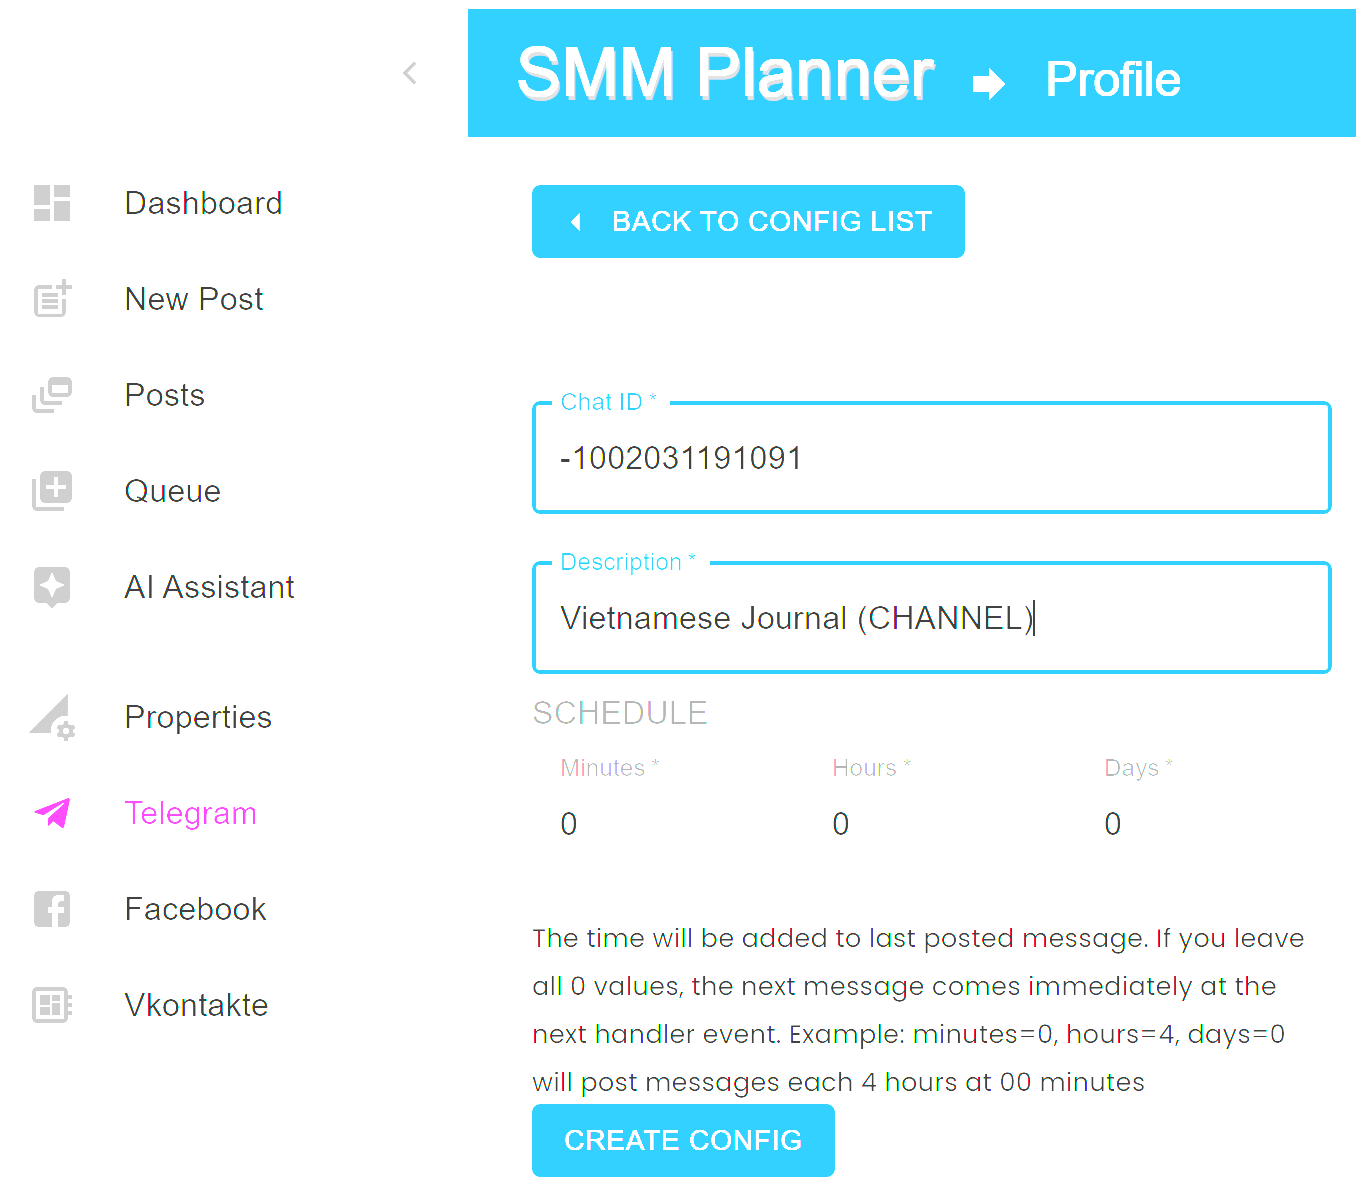 SMM Planner Profile
Dashboard
New Post
Posts
Queue
AI Assistant
Properties
Telegram
Facebook
Vkontakte
BACK TO CONFIG LIST
Chat ID *
-1002031191091
Description *
Vietnamese Journal (CHANNEL)
SCHEDULE
Minutes * Hours * Days *
0 0 0
The time will be added to last posted message. If you leave
all 0 values, the next message comes immediately at the
next handler event. Example: minutes=0, hours=4, days=0
will post messages each 4 hours at 00 minutes
CREATE CONFIG